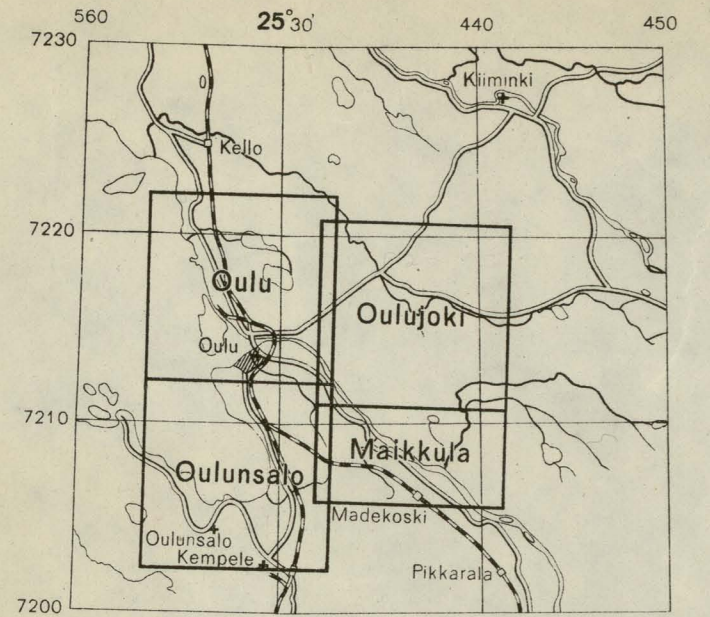 560 25°30' 440 450
7230
Kiiminki
Kello
7220
Oulu
Oulujoki
Oulu
7210
Maikkula
Oulunsalo
Madekoski
Oulunsalo
Kempele
Pikkarala
7200